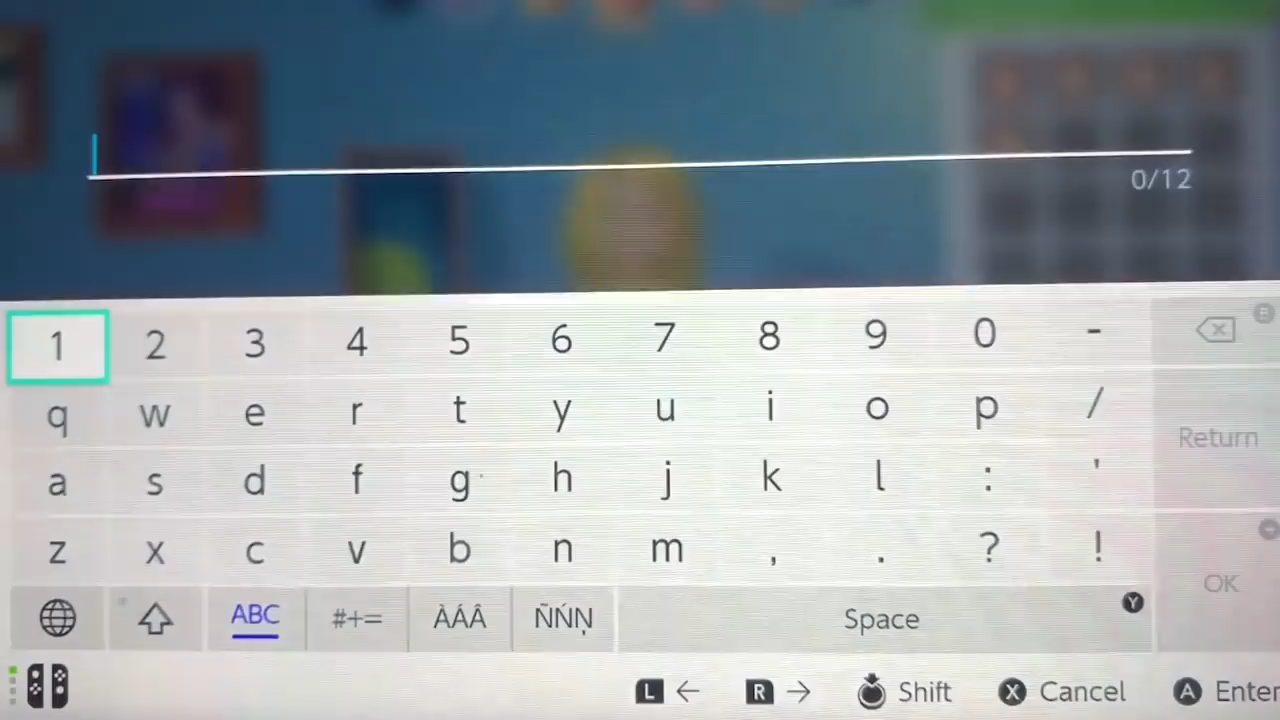 0/12
1 2 3 4 5 6 7 8 9 0 -
q w e r t y u i o p /
Return
a s d f g h j k l : '
z x c v b n m , . ? !
OK
ABC #+= ÀÁÂ ÑŃŅ Space Y
L ← R → Shift X Cancel A Enter